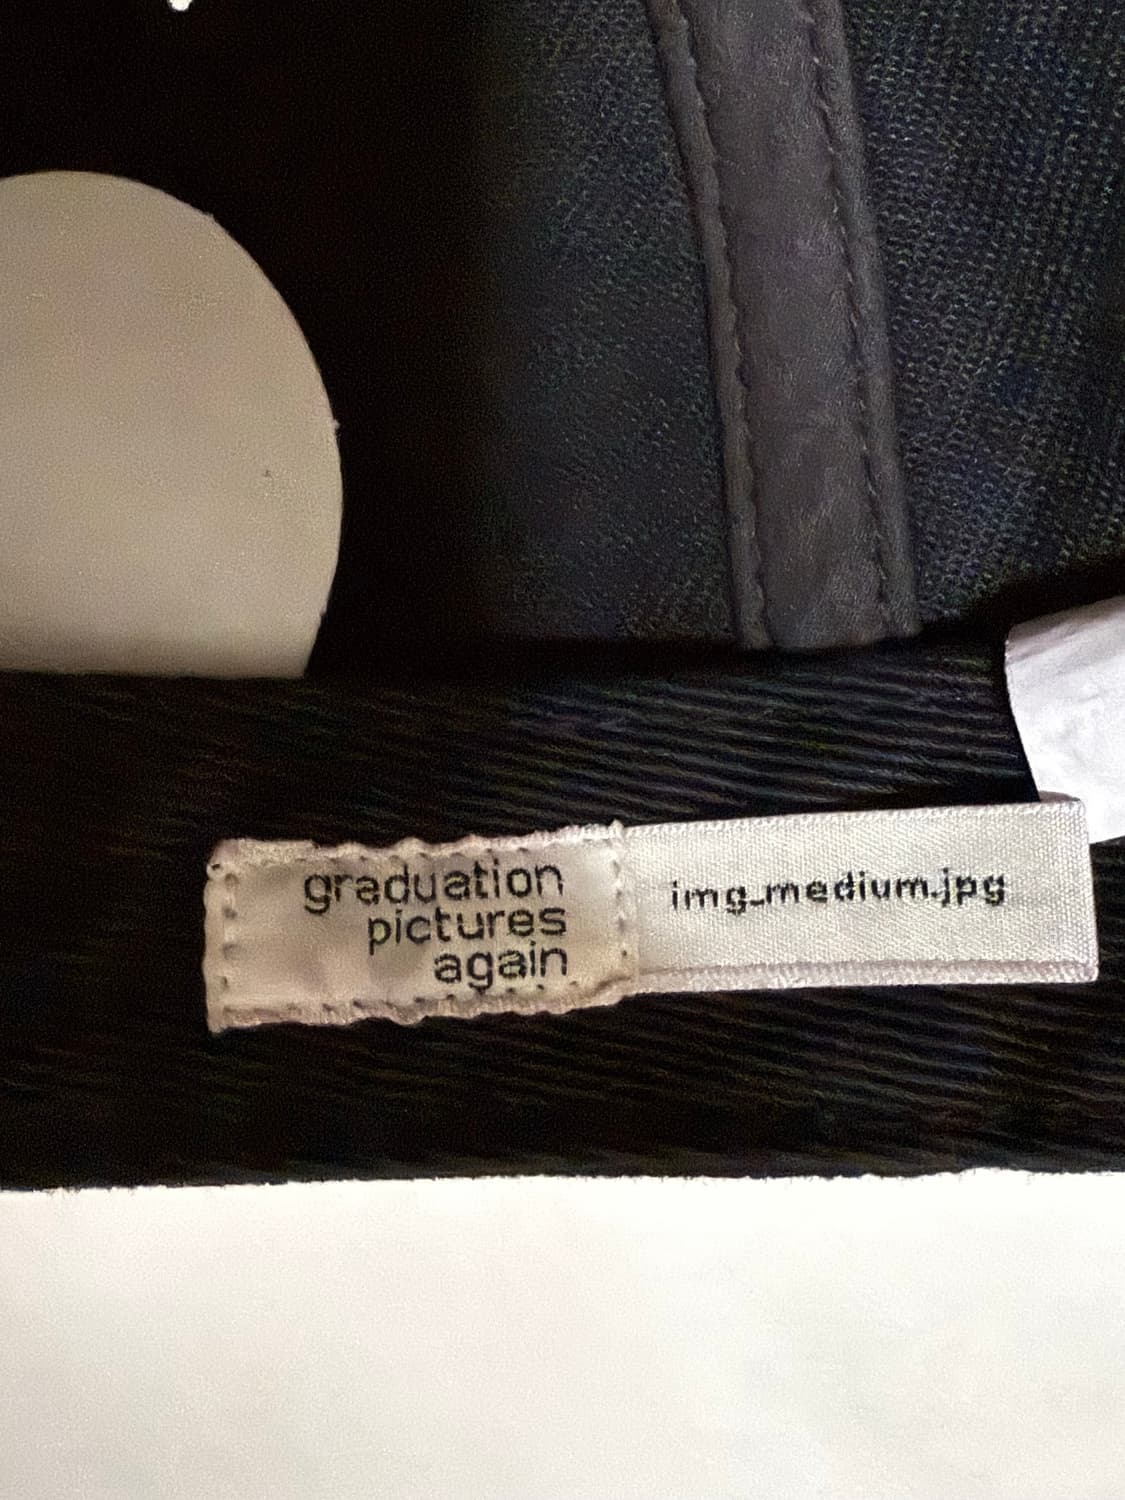 graduation
pictures
again
img_medium.jpg